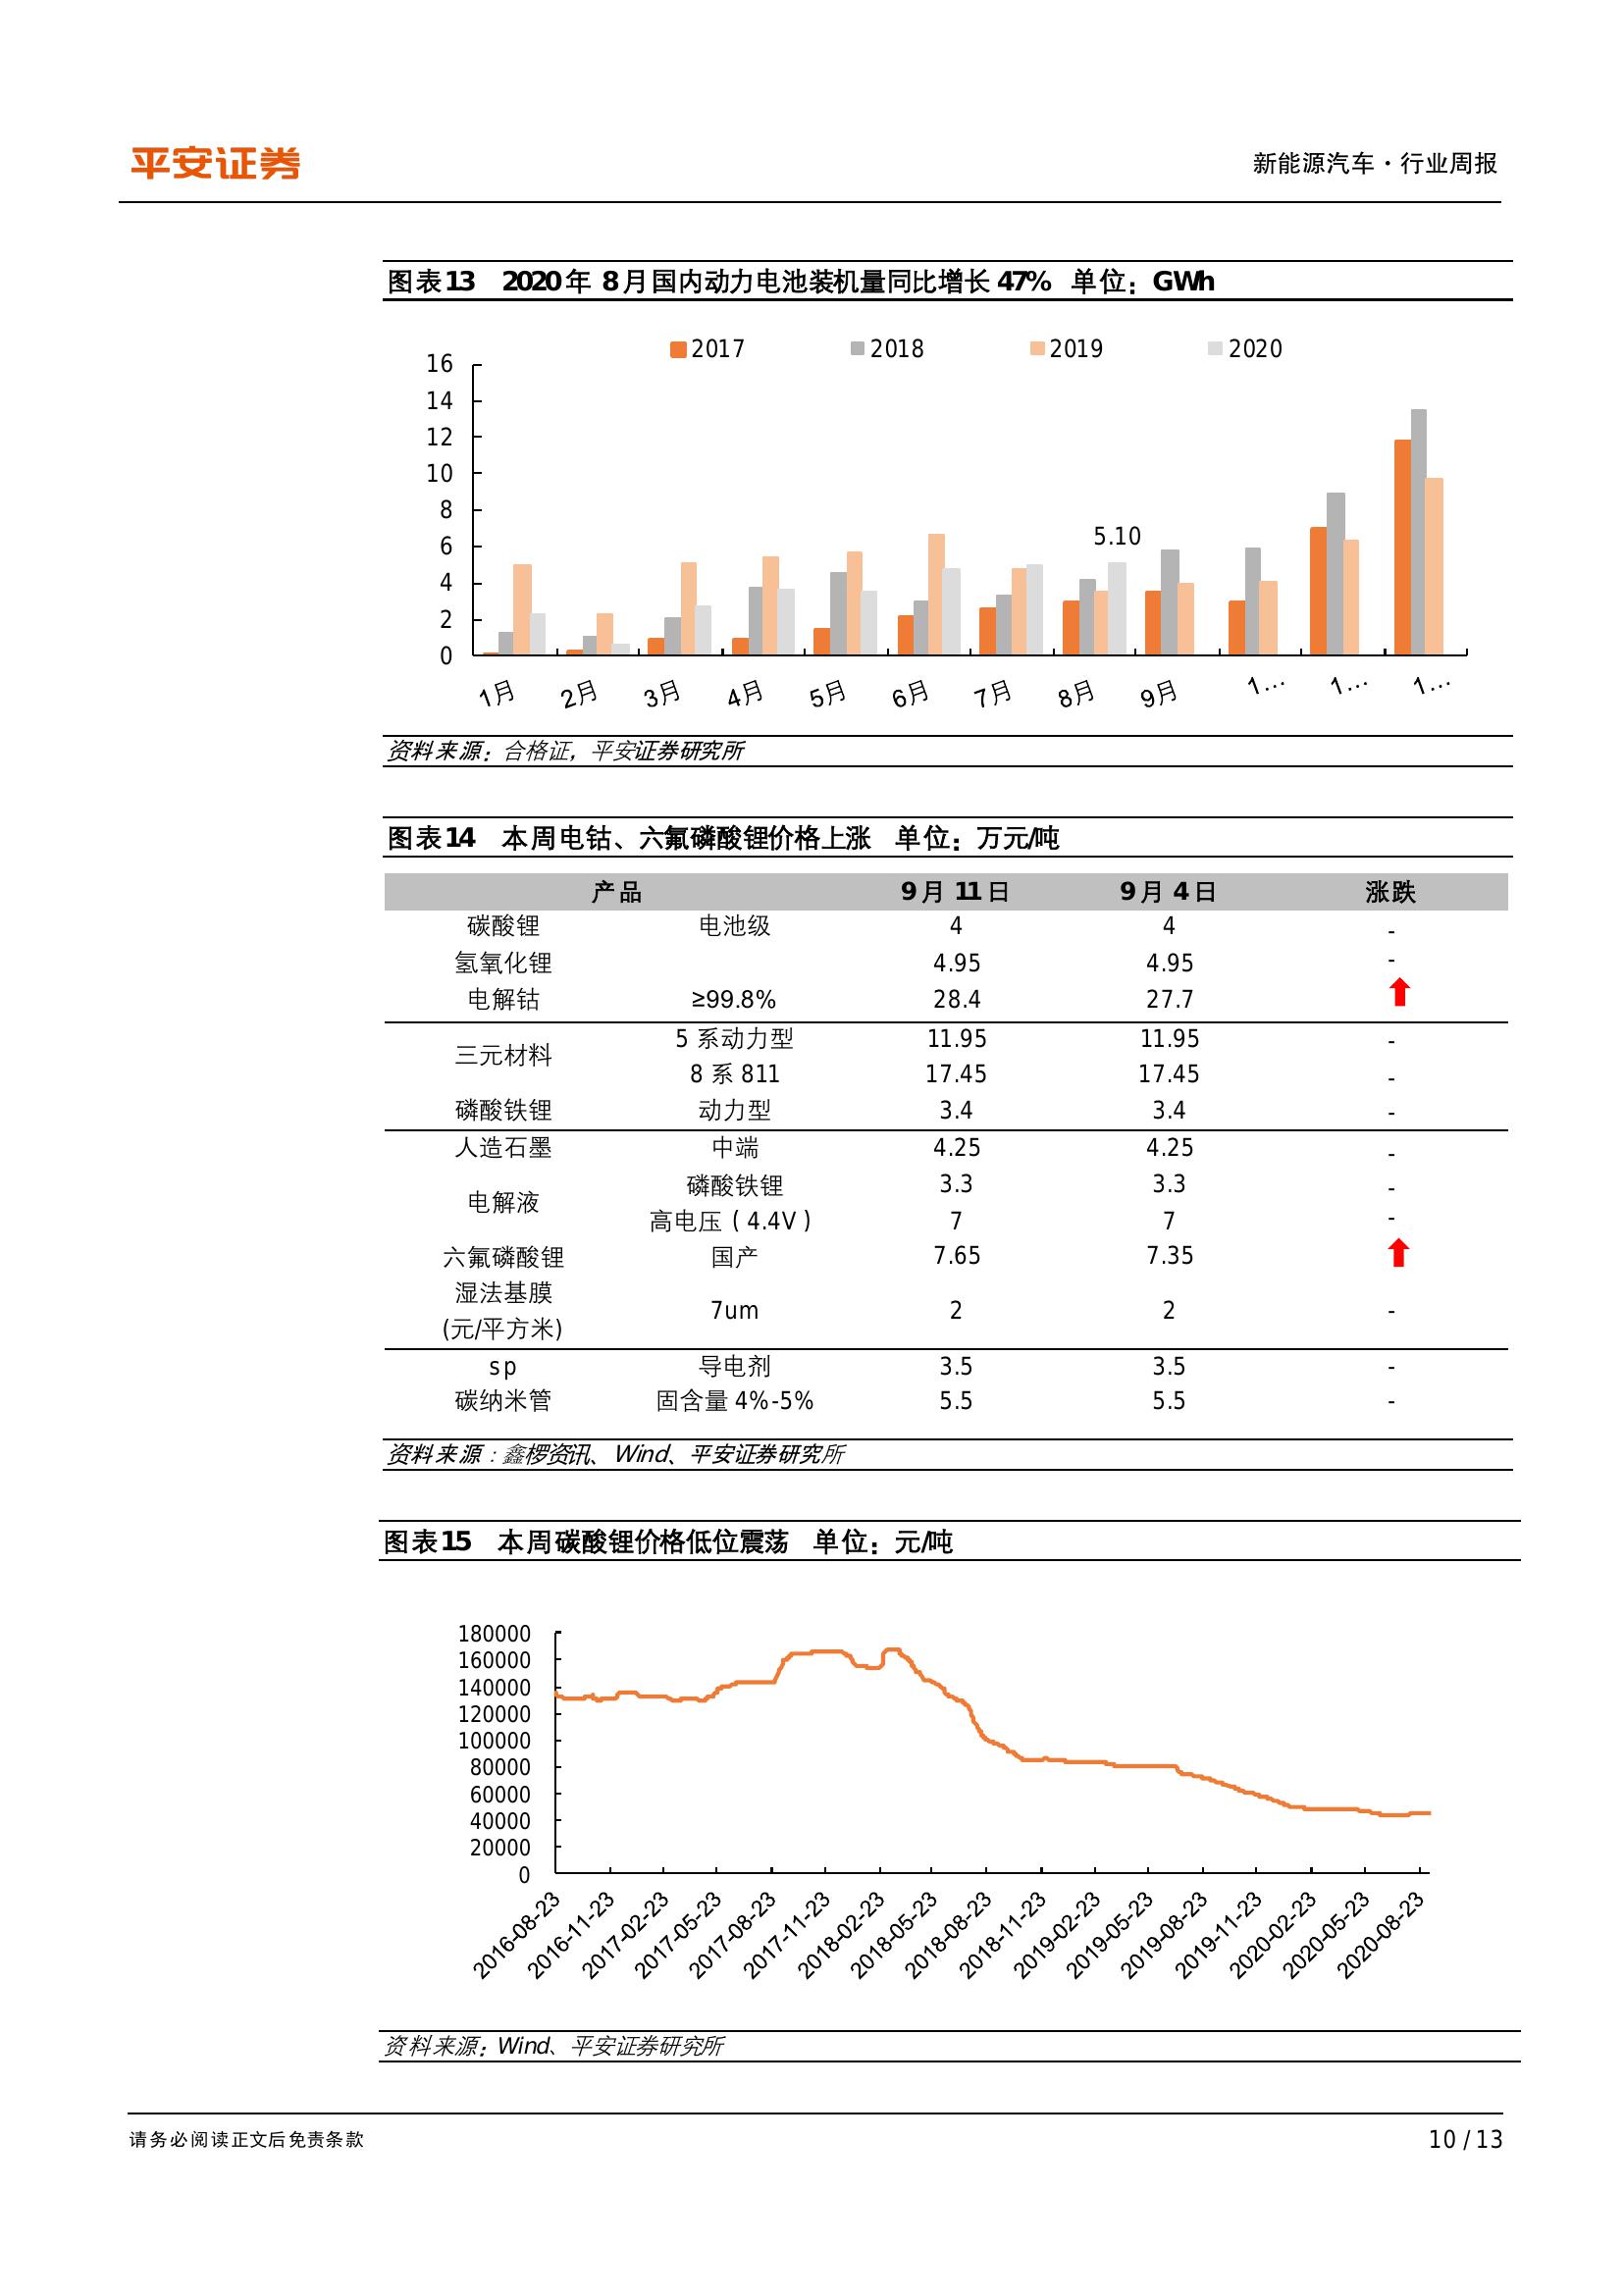 平安证券
新能源汽车·行业周报
图表13 2020年 8月国内动力电池装机量同比增长 47% 单位：GWh
2017 2018 2019 2020
16
14
12
10
8
6
4
2
0
5.10
1月 2月 3月 4月 5月 6月 7月 8月 9月 1… 1… 1…
资料来源：合格证，平安证券研究所
图表14 本周电钴、六氟磷酸锂价格上涨 单位：万元/吨
产品 9月 11日 9月 4日 涨跌
碳酸锂 电池级 4 4 -
氢氧化锂 4.95 4.95 -
电解钴 ≥99.8% 28.4 27.7
三元材料 5 系动力型 11.95 11.95 -
8 系 811 17.45 17.45 -
磷酸铁锂 动力型 3.4 3.4 -
人造石墨 中端 4.25 4.25 -
电解液 磷酸铁锂 3.3 3.3 -
高电压（4.4V） 7 7 -
六氟磷酸锂 国产 7.65 7.35
湿法基膜
(元/平方米) 7um 2 2 -
sp 导电剂 3.5 3.5 -
碳纳米管 固含量 4%-5% 5.5 5.5 -
资料来源：鑫椤资讯、Wind、平安证券研究所
图表15 本周碳酸锂价格低位震荡 单位：元/吨
180000
160000
140000
120000
100000
80000
60000
40000
20000
0
2016-08-23 2016-11-23 2017-02-23 2017-05-23 2017-08-23 2017-11-23 2018-02-23 2018-05-23 2018-08-23 2018-11-23 2019-02-23 2019-05-23 2019-08-23 2019-11-23 2020-02-23 2020-05-23 2020-08-23
资料来源：Wind、平安证券研究所
请务必阅读正文后免责条款
10 / 13